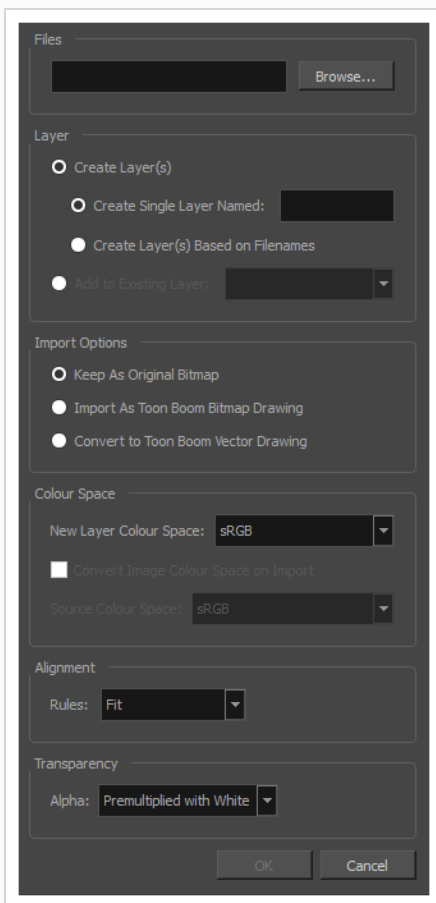 Files
Browse...
Layer
Create Layer(s)
Create Single Layer Named:
Create Layer(s) Based on Filenames
Add to Existing Layer:
Import Options
Keep As Original Bitmap
Import As Toon Boom Bitmap Drawing
Convert to Toon Boom Vector Drawing
Colour Space
New Layer Colour Space: sRGB
Convert Image Colour Space on Import
Source Colour Space: sRGB
Alignment
Rules: Fit
Transparency
Alpha: Premultiplied with White
OK Cancel